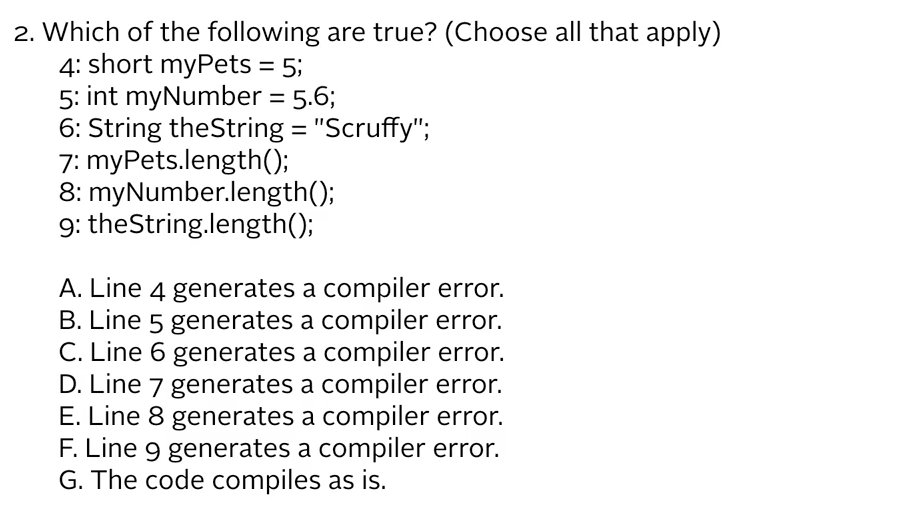 2. Which of the following are true? (Choose all that apply)
4: short myPets = 5;
5: int myNumber = 5.6;
6: String theString = "Scruffy";
7: myPets.length();
8: myNumber.length();
9: theString.length();
A. Line 4 generates a compiler error.
B. Line 5 generates a compiler error.
C. Line 6 generates a compiler error.
D. Line 7 generates a compiler error.
E. Line 8 generates a compiler error.
F. Line 9 generates a compiler error.
G. The code compiles as is.